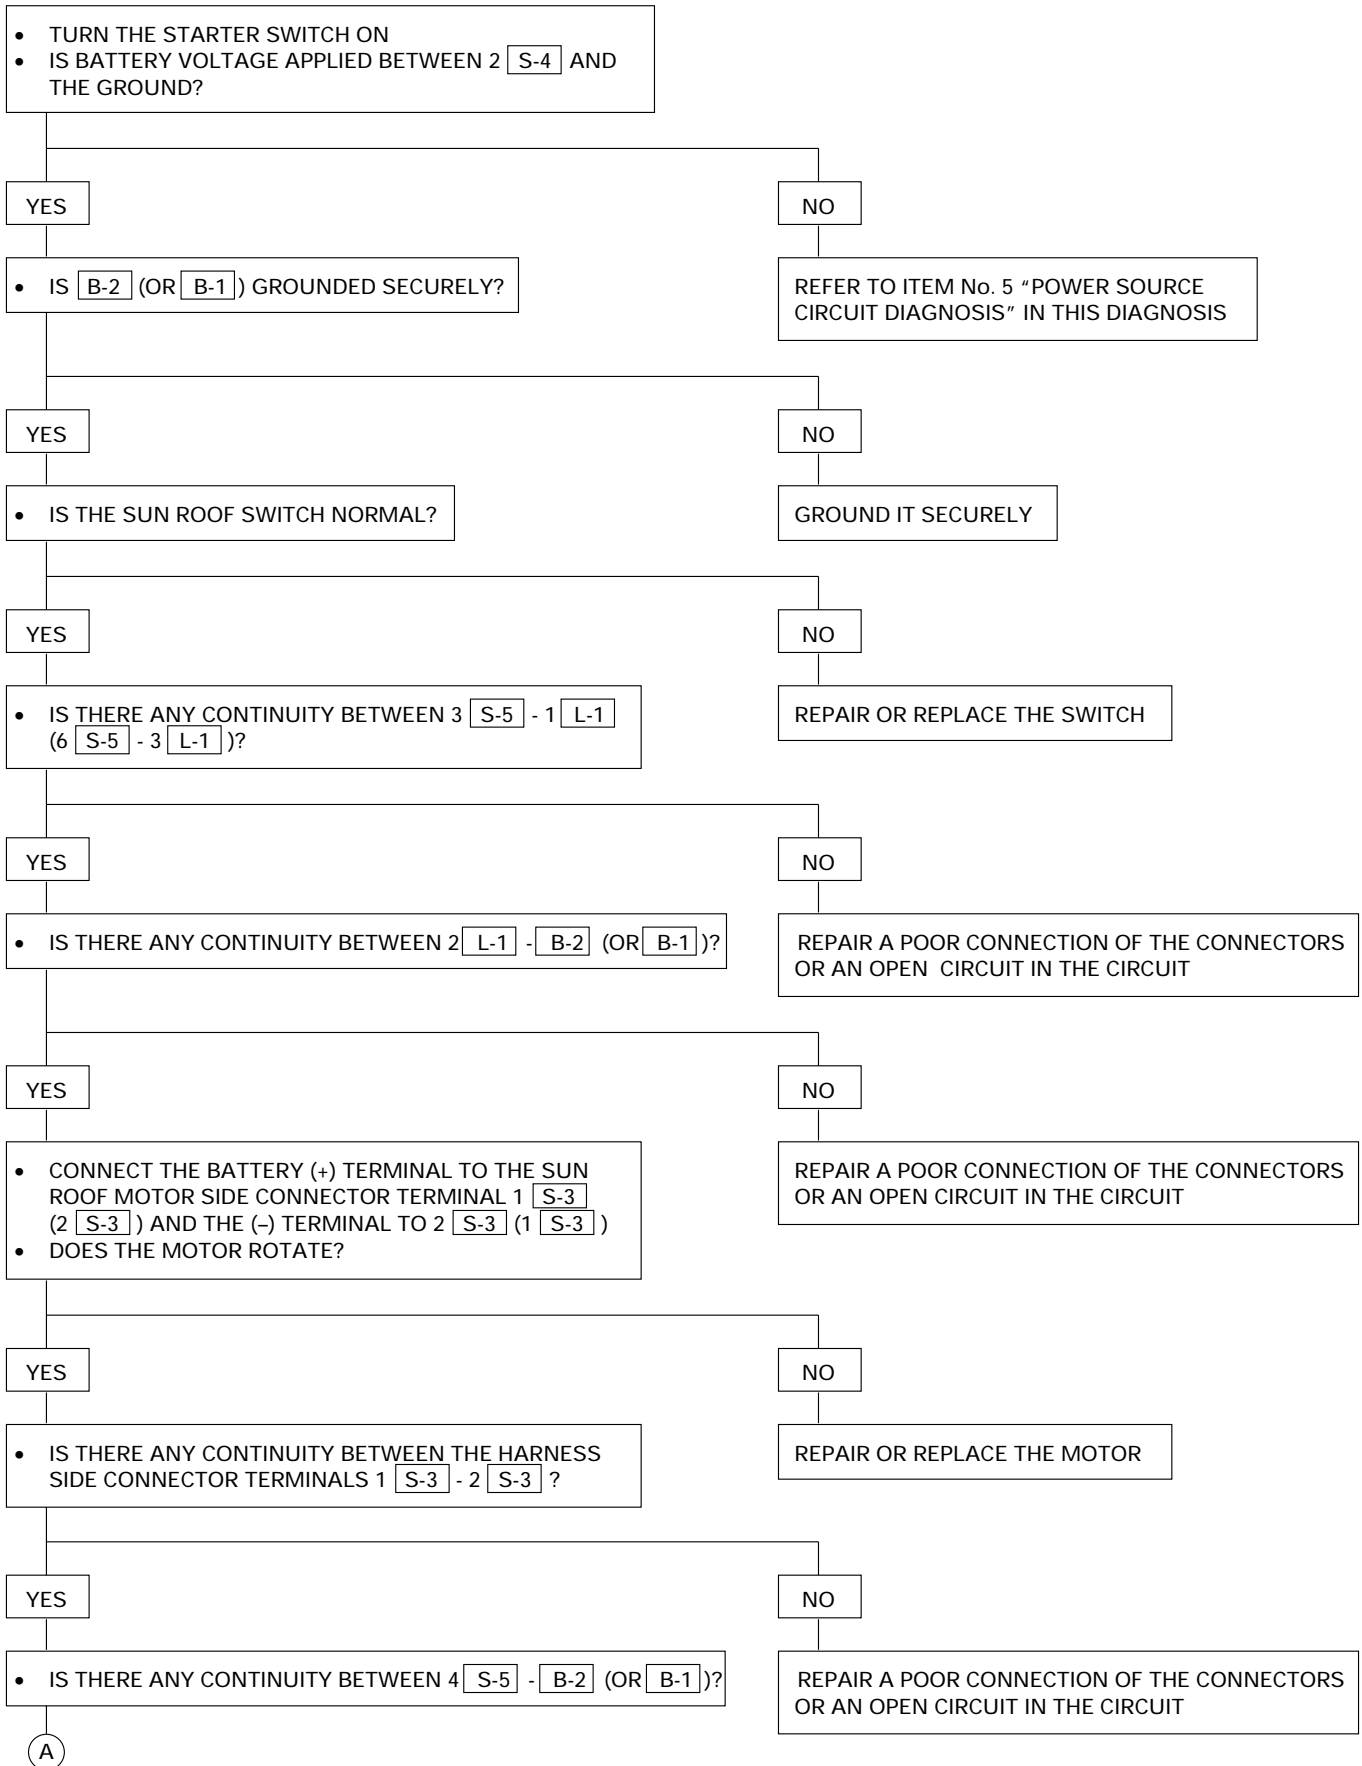 • TURN THE STARTER SWITCH ON
• IS BATTERY VOLTAGE APPLIED BETWEEN 2 S-4 AND
THE GROUND?
YES
NO
• IS B-2 (OR B-1) GROUNDED SECURELY?
REFER TO ITEM No. 5 “POWER SOURCE
CIRCUIT DIAGNOSIS” IN THIS DIAGNOSIS
YES
NO
• IS THE SUN ROOF SWITCH NORMAL?
GROUND IT SECURELY
YES
NO
• IS THERE ANY CONTINUITY BETWEEN 3 S-5 - 1 L-1
(6 S-5 - 3 L-1 )?
REPAIR OR REPLACE THE SWITCH
YES
NO
• IS THERE ANY CONTINUITY BETWEEN 2 L-1 - B-2 (OR B-1 )?
REPAIR A POOR CONNECTION OF THE CONNECTORS
OR AN OPEN CIRCUIT IN THE CIRCUIT
YES
NO
• CONNECT THE BATTERY (+) TERMINAL TO THE SUN
ROOF MOTOR SIDE CONNECTOR TERMINAL 1 S-3
(2 S-3 ) AND THE (–) TERMINAL TO 2 S-3 (1 S-3 )
• DOES THE MOTOR ROTATE?
REPAIR A POOR CONNECTION OF THE CONNECTORS
OR AN OPEN CIRCUIT IN THE CIRCUIT
YES
NO
• IS THERE ANY CONTINUITY BETWEEN THE HARNESS
SIDE CONNECTOR TERMINALS 1 S-3 - 2 S-3 ?
REPAIR OR REPLACE THE MOTOR
YES
NO
• IS THERE ANY CONTINUITY BETWEEN 4 S-5 - B-2 (OR B-1 )?
REPAIR A POOR CONNECTION OF THE CONNECTORS
OR AN OPEN CIRCUIT IN THE CIRCUIT
A